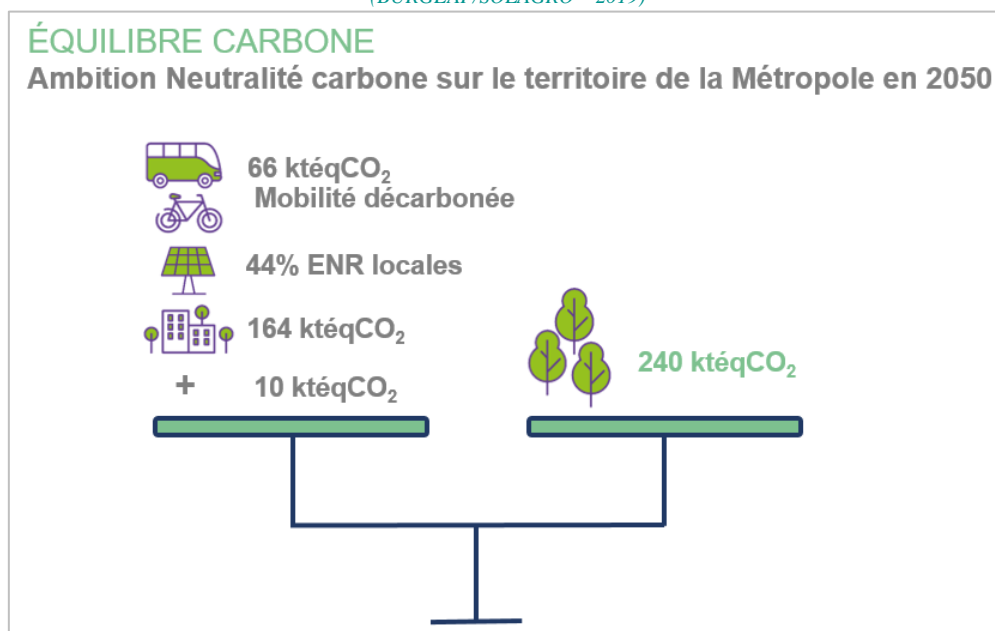 ÉQUILIBRE CARBONE
Ambition Neutralité carbone sur le territoire de la Métropole en 2050
66 ktéqCO₂
Mobilité décarbonée
44% ENR locales
164 ktéqCO₂
+ 10 ktéqCO₂
240 ktéqCO₂